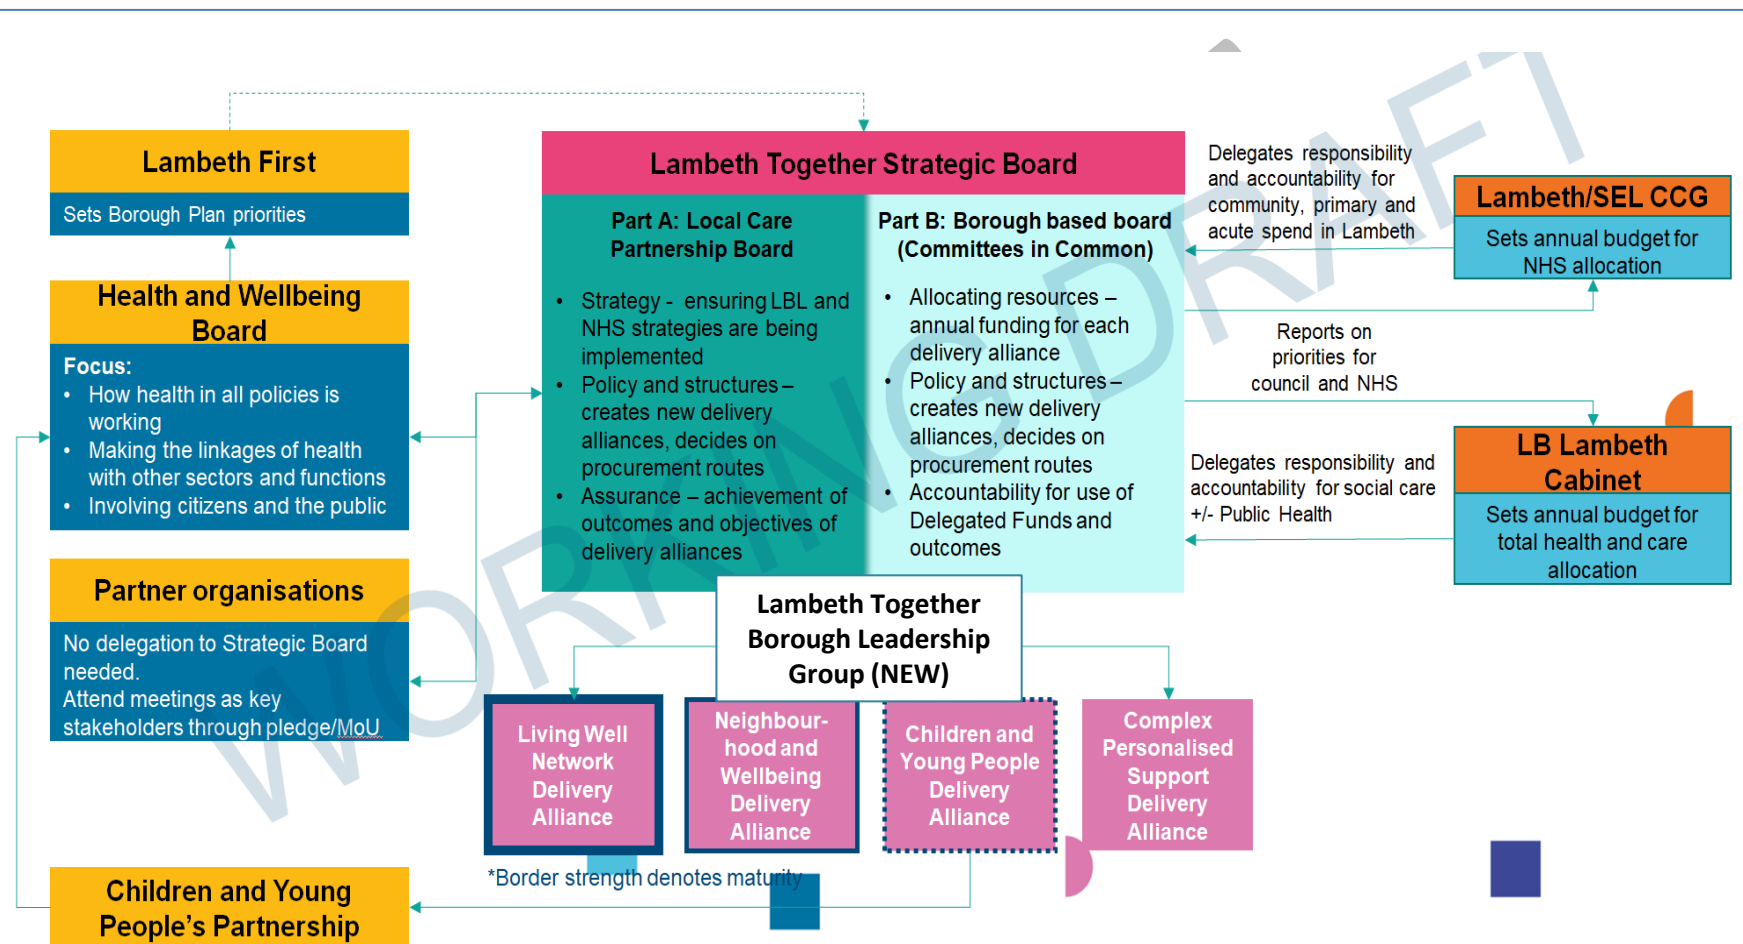 Lambeth First
Sets Borough Plan priorities
Health and Wellbeing
Board
Focus:
• How health in all policies is
working
• Making the linkages of health
with other sectors and functions
• Involving citizens and the public
Partner organisations
No delegation to Strategic Board
needed.
Attend meetings as key
stakeholders through pledge/MoU
Children and Young
People’s Partnership
Lambeth Together Strategic Board
Part A: Local Care
Partnership Board
• Strategy - ensuring LBL and
NHS strategies are being
implemented
• Policy and structures –
creates new delivery
alliances, decides on
procurement routes
• Assurance – achievement of
outcomes and objectives of
delivery alliances
Part B: Borough based board
(Committees in Common)
• Allocating resources –
annual funding for each
delivery alliance
• Policy and structures –
creates new delivery
alliances, decides on
procurement routes
• Accountability for use of
Delegated Funds and
outcomes
Lambeth Together
Borough Leadership
Group (NEW)
Living Well
Network
Delivery
Alliance
Neighbour-
hood and
Wellbeing
Delivery
Alliance
Children and
Young People
Delivery
Alliance
Complex
Personalised
Support
Delivery
Alliance
*Border strength denotes maturity
Delegates responsibility
and accountability for
community, primary and
acute spend in Lambeth
Reports on
priorities for
council and NHS
Delegates responsibility and
accountability for social care
+/- Public Health
Lambeth/SEL CCG
Sets annual budget for
NHS allocation
LB Lambeth
Cabinet
Sets annual budget for
total health and care
allocation
WORKING DRAFT